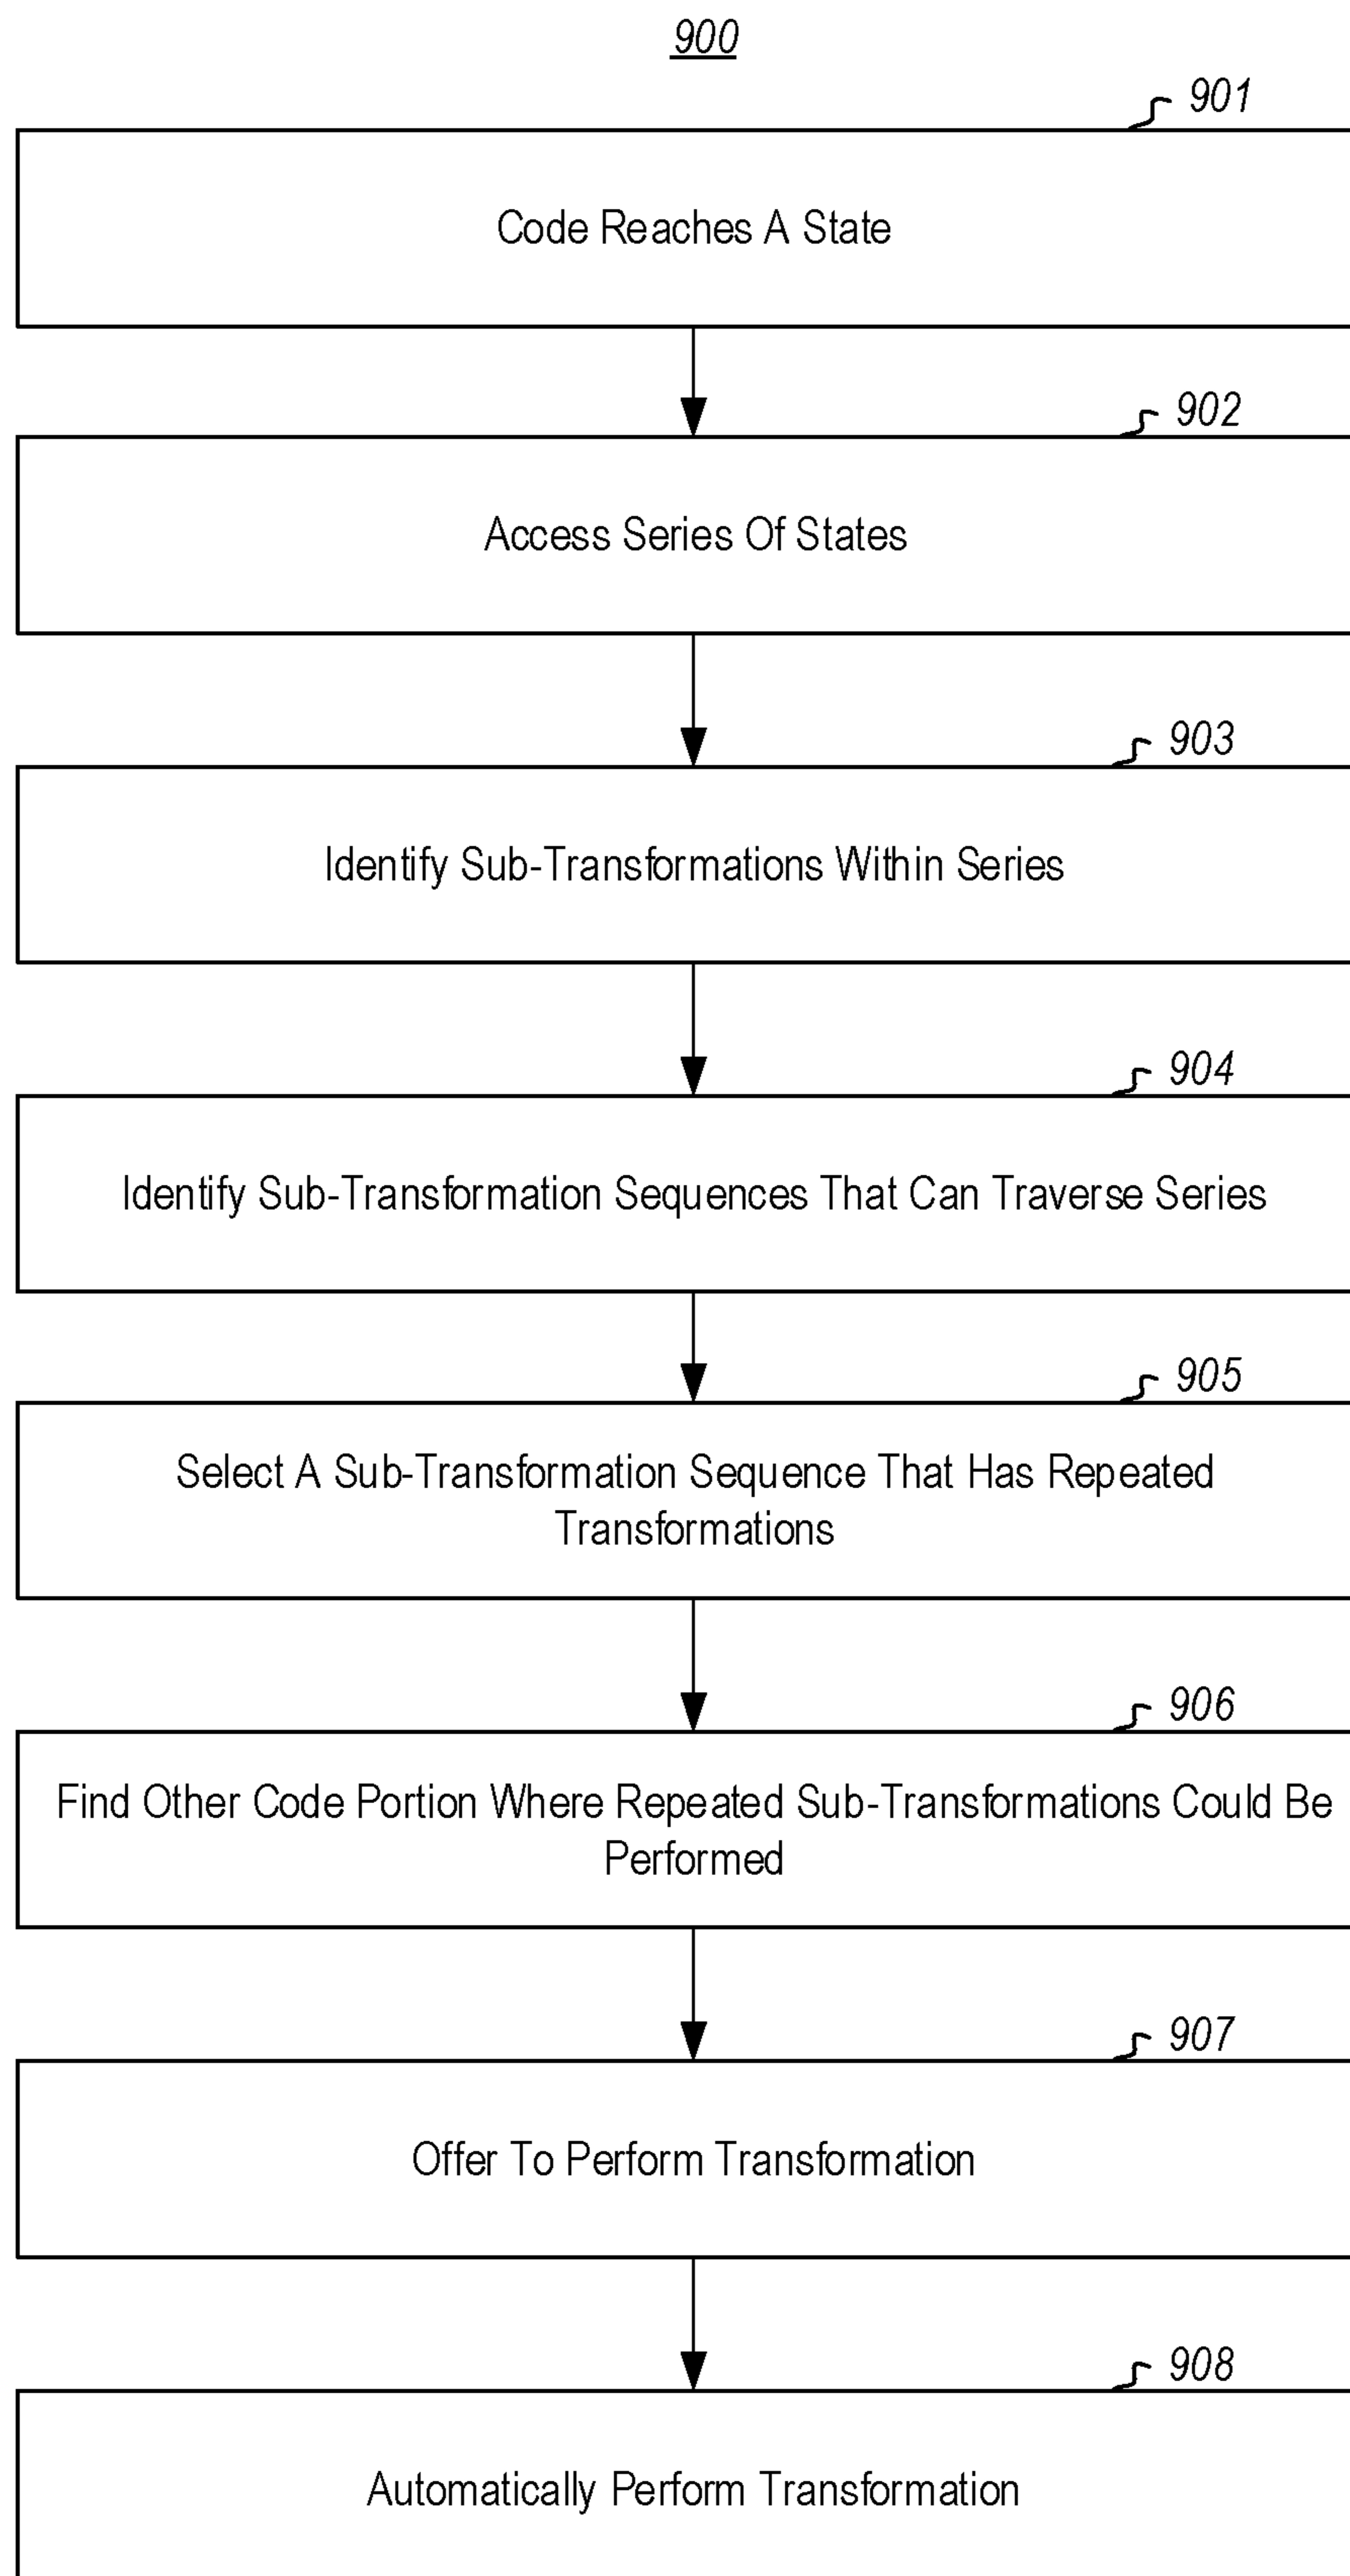 900
901
Code Reaches A State
902
Access Series Of States
903
Identify Sub-Transformations Within Series
904
Identify Sub-Transformation Sequences That Can Traverse Series
905
Select A Sub-Transformation Sequence That Has Repeated
Transformations
906
Find Other Code Portion Where Repeated Sub-Transformations Could Be
Performed
907
Offer To Perform Transformation
908
Automatically Perform Transformation